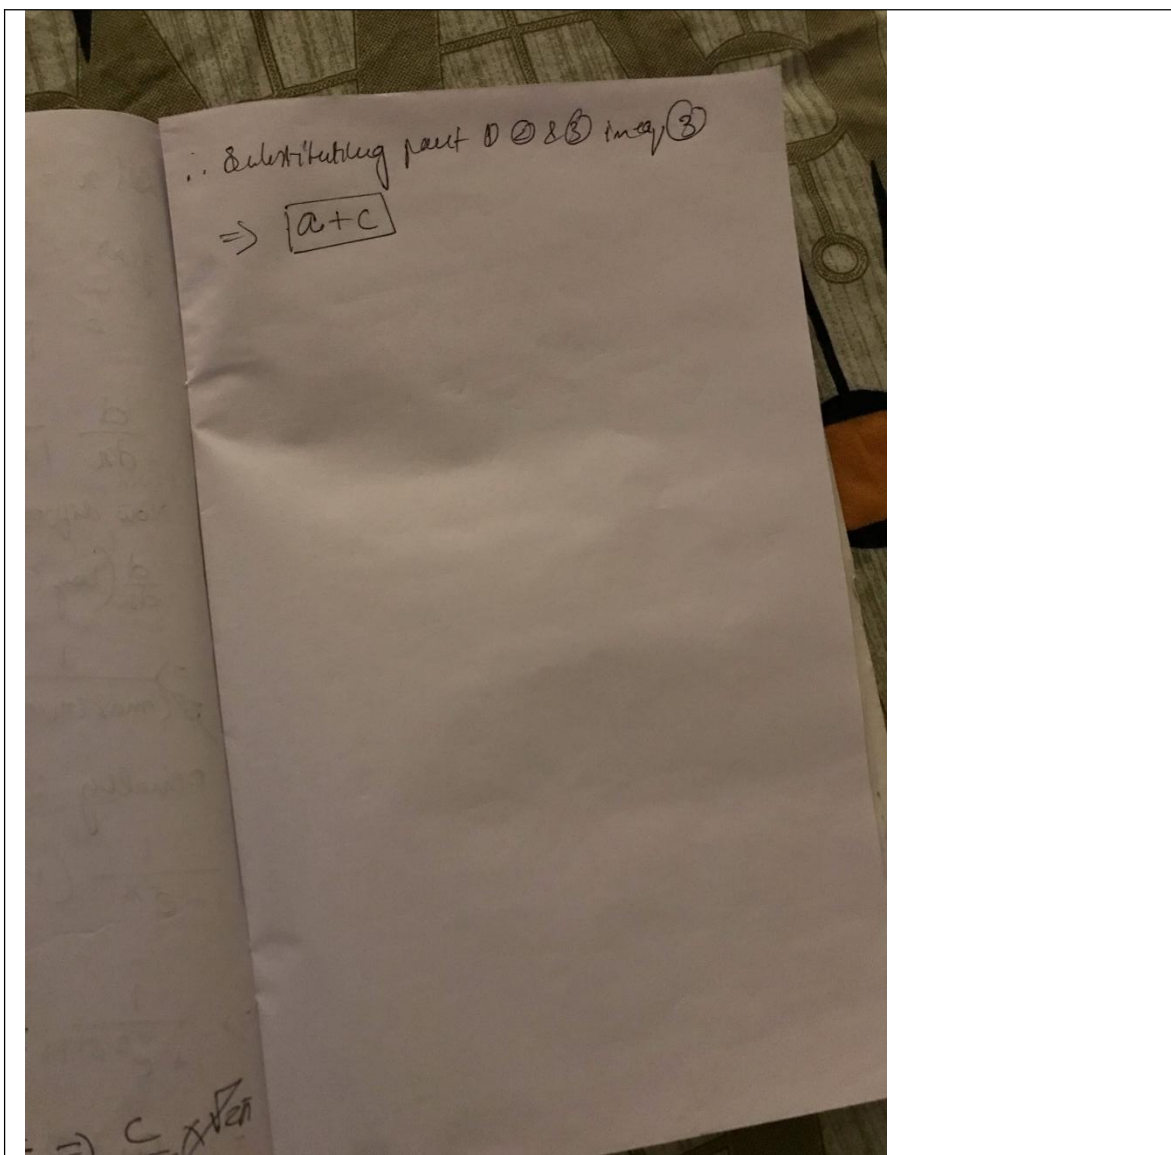 ∴ Substituting part ① ② & ③ in eq ③
⇒ a+c
⇒ C